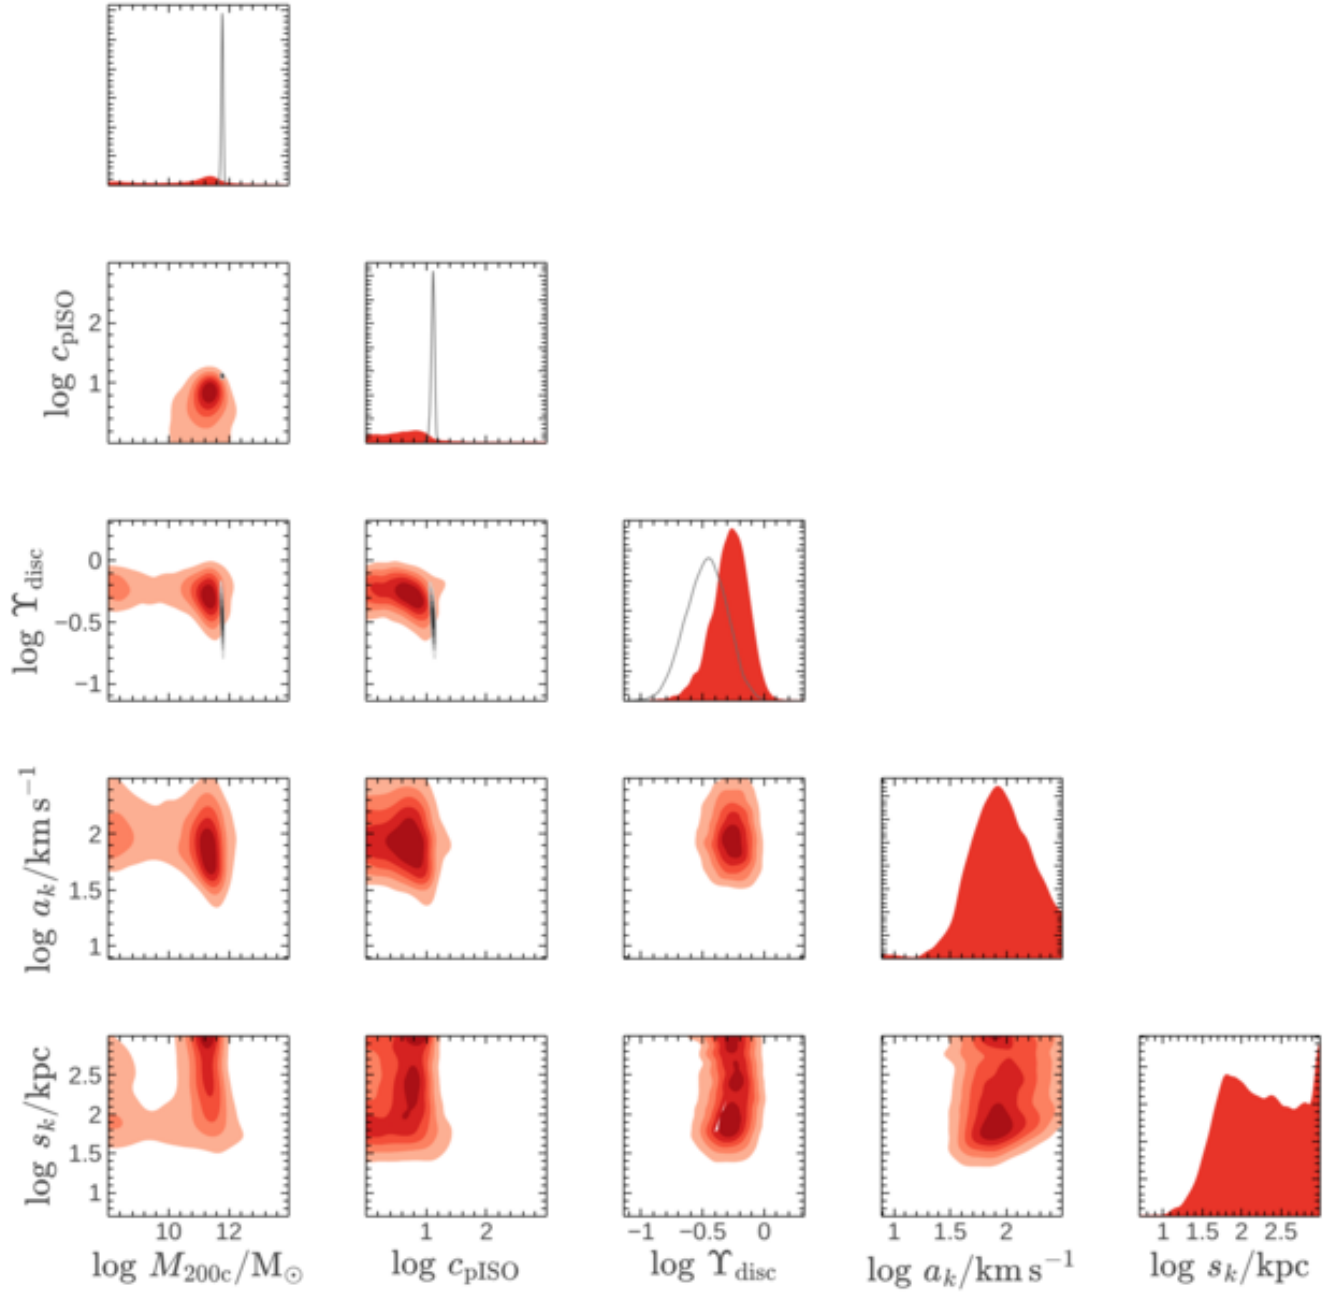 log c_pISO
2
1
log ϒ_disc
0
−0.5
−1
log a_k/km s⁻¹
2
1.5
1
log s_k/kpc
2.5
2
1.5
1
10 12
1 2
−1 −0.5 0
1 1.5 2
1 1.5 2 2.5
log M_200c/M_⊙ log c_pISO log ϒ_disc log a_k/km s⁻¹ log s_k/kpc